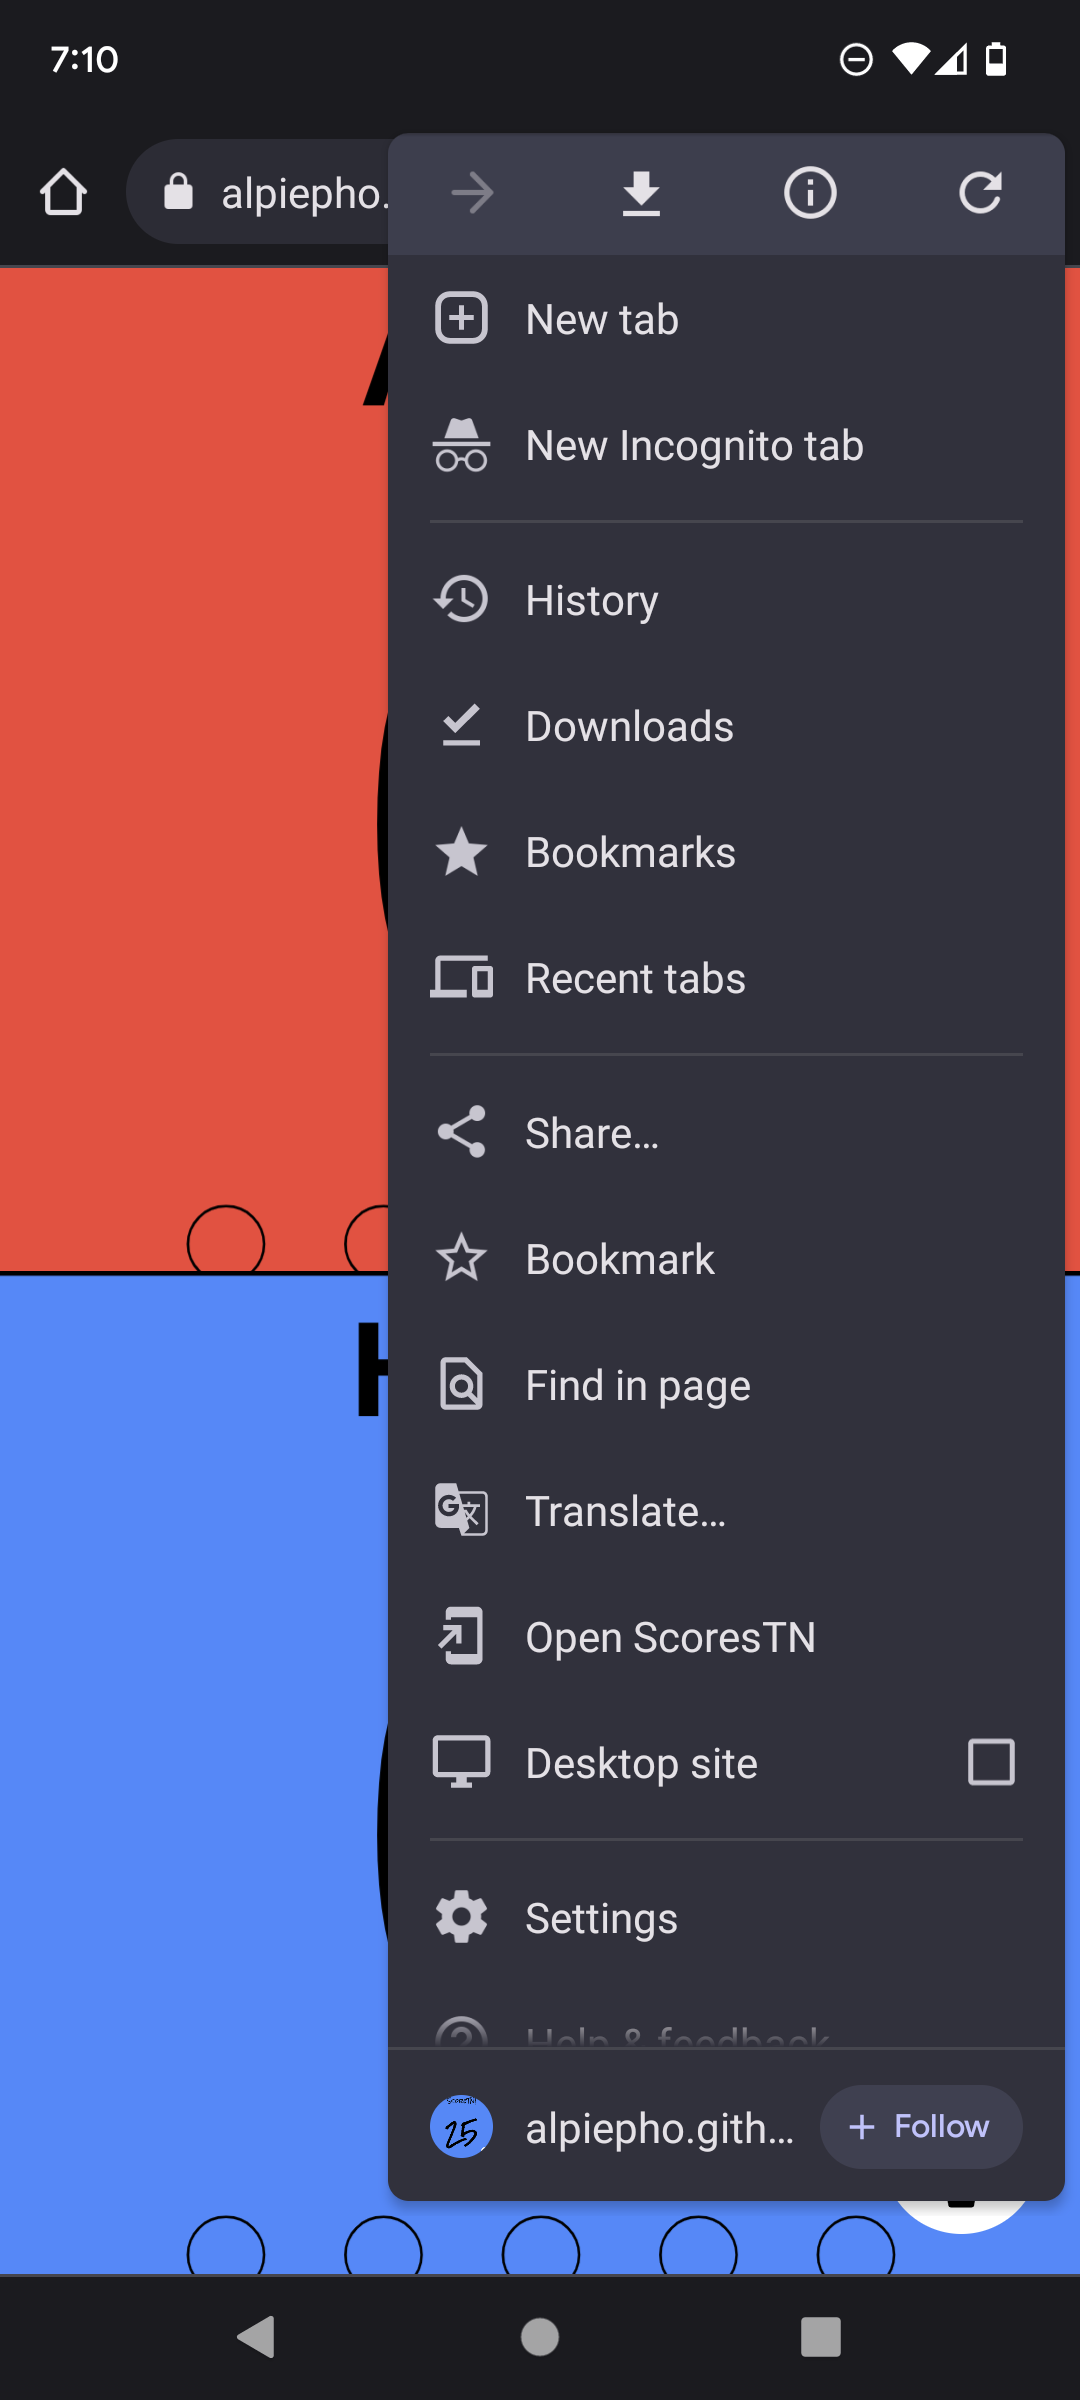 7:10
alpiepho.
New tab
New Incognito tab
History
Downloads
Bookmarks
Recent tabs
Share…
Bookmark
Find in page
Translate…
Open ScoresTN
Desktop site
Settings
Help & feedback
25
alpiepho.gith…
+ Follow